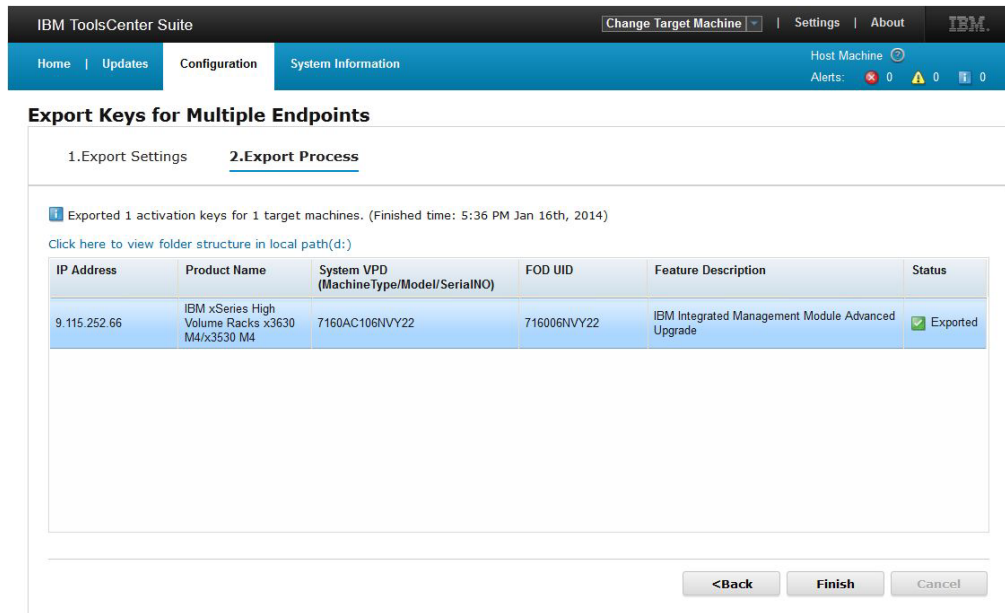 IBM ToolsCenter Suite
Change Target Machine | Settings | About IBM.
Home | Updates Configuration System Information
Host Machine ?
Alerts: 0 0 0
Export Keys for Multiple Endpoints
1.Export Settings 2.Export Process
Exported 1 activation keys for 1 target machines. (Finished time: 5:36 PM Jan 16th, 2014)
Click here to view folder structure in local path(d:)
IP Address Product Name System VPD FOD UID Feature Description Status
(MachineType/Model/SerialNO)
IBM xSeries High
9.115.252.66 Volume Racks x3630 7160AC106NVY22 716006NVY22 IBM Integrated Management Module Advanced Exported
M4/x3530 M4 Upgrade
<Back Finish Cancel